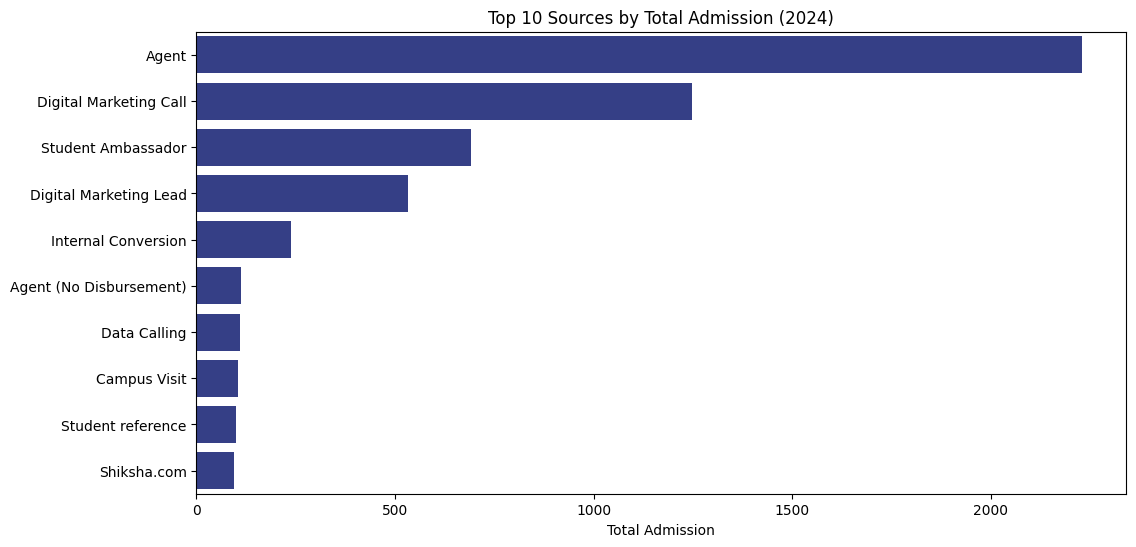 Top 10 Sources by Total Admission (2024)
Agent
Digital Marketing Call
Student Ambassador
Digital Marketing Lead
Internal Conversion
Agent (No Disbursement)
Data Calling
Campus Visit
Student reference
Shiksha.com
0 500 1000 1500 2000
Total Admission